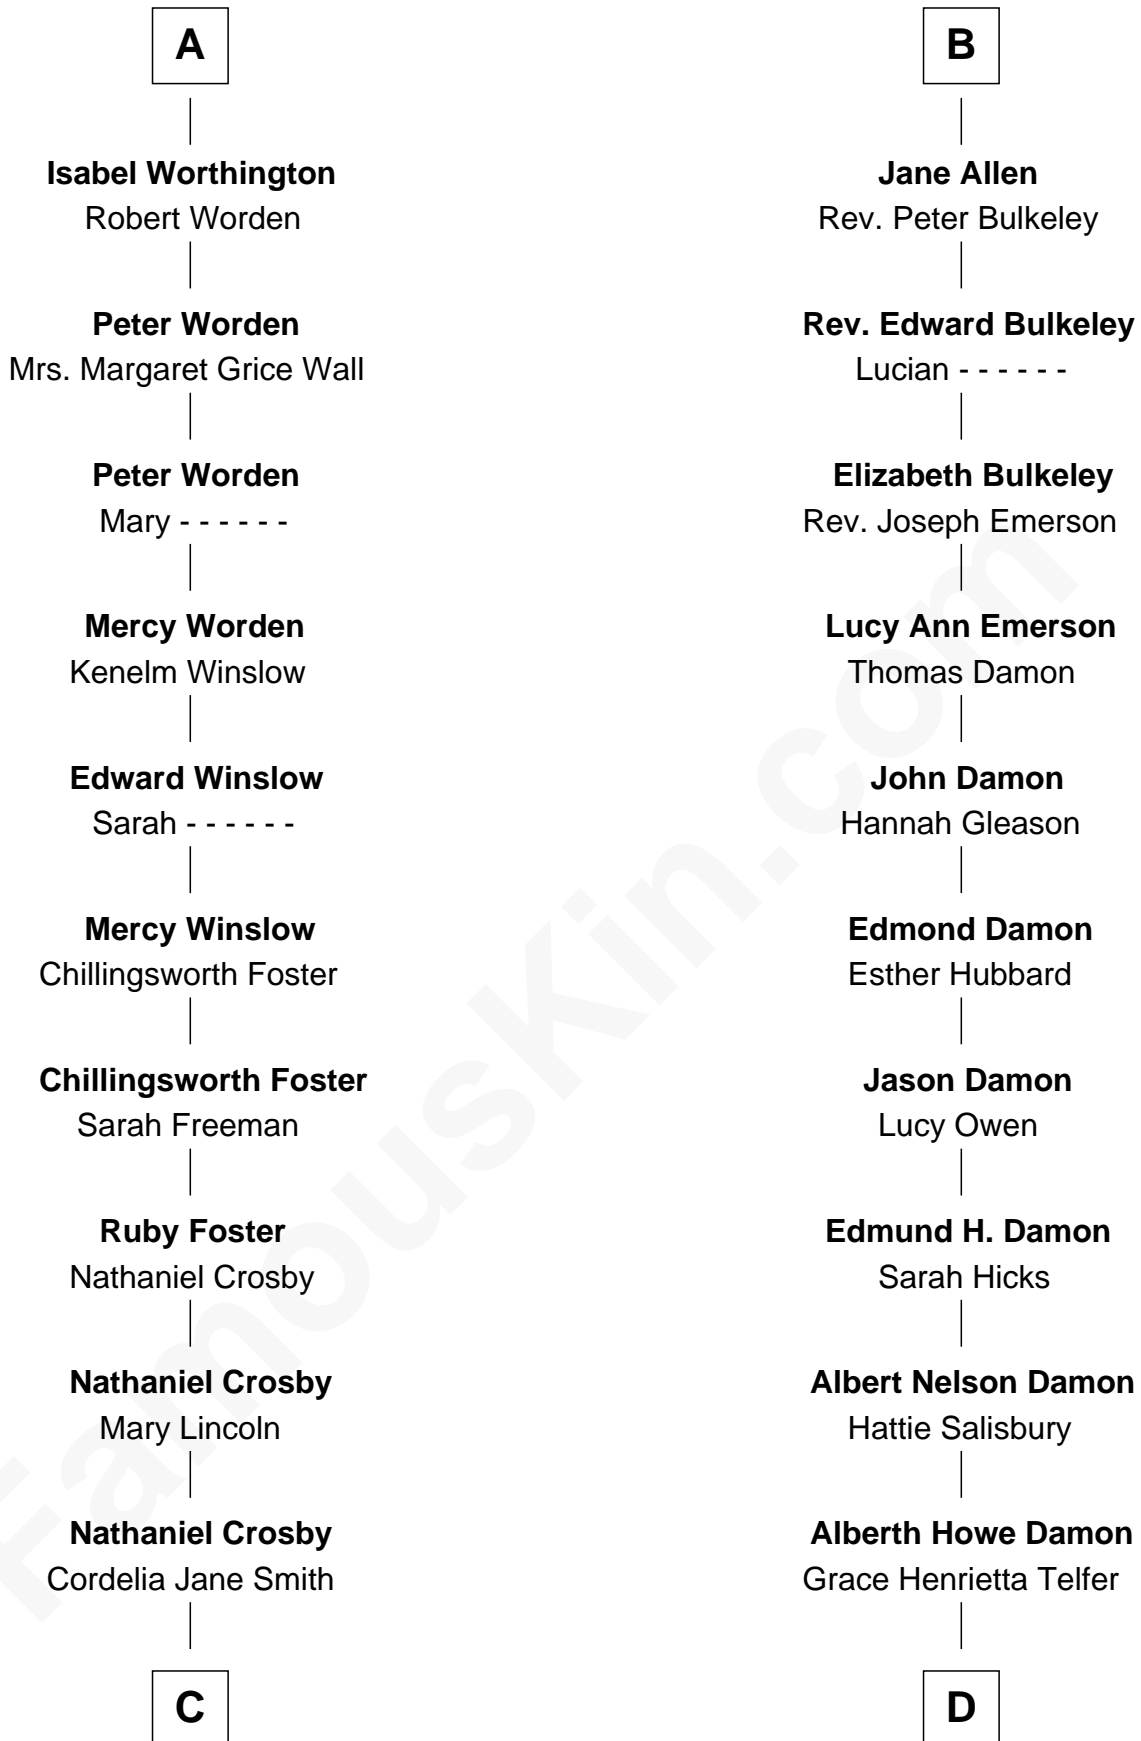 A
Isabel Worthington
Robert Worden
Peter Worden
Mrs. Margaret Grice Wall
Peter Worden
Mary - - - - - -
Mercy Worden
Kenelm Winslow
Edward Winslow
Sarah - - - - - -
Mercy Winslow
Chillingsworth Foster
Chillingsworth Foster
Sarah Freeman
Ruby Foster
Nathaniel Crosby
Nathaniel Crosby
Mary Lincoln
Nathaniel Crosby
Cordelia Jane Smith
C
B
Jane Allen
Rev. Peter Bulkeley
Rev. Edward Bulkeley
Lucian - - - - - -
Elizabeth Bulkeley
Rev. Joseph Emerson
Lucy Ann Emerson
Thomas Damon
John Damon
Hannah Gleason
Edmond Damon
Esther Hubbard
Jason Damon
Lucy Owen
Edmund H. Damon
Sarah Hicks
Albert Nelson Damon
Hattie Salisbury
Alberth Howe Damon
Grace Henrietta Telfer
D
FamousKin.com